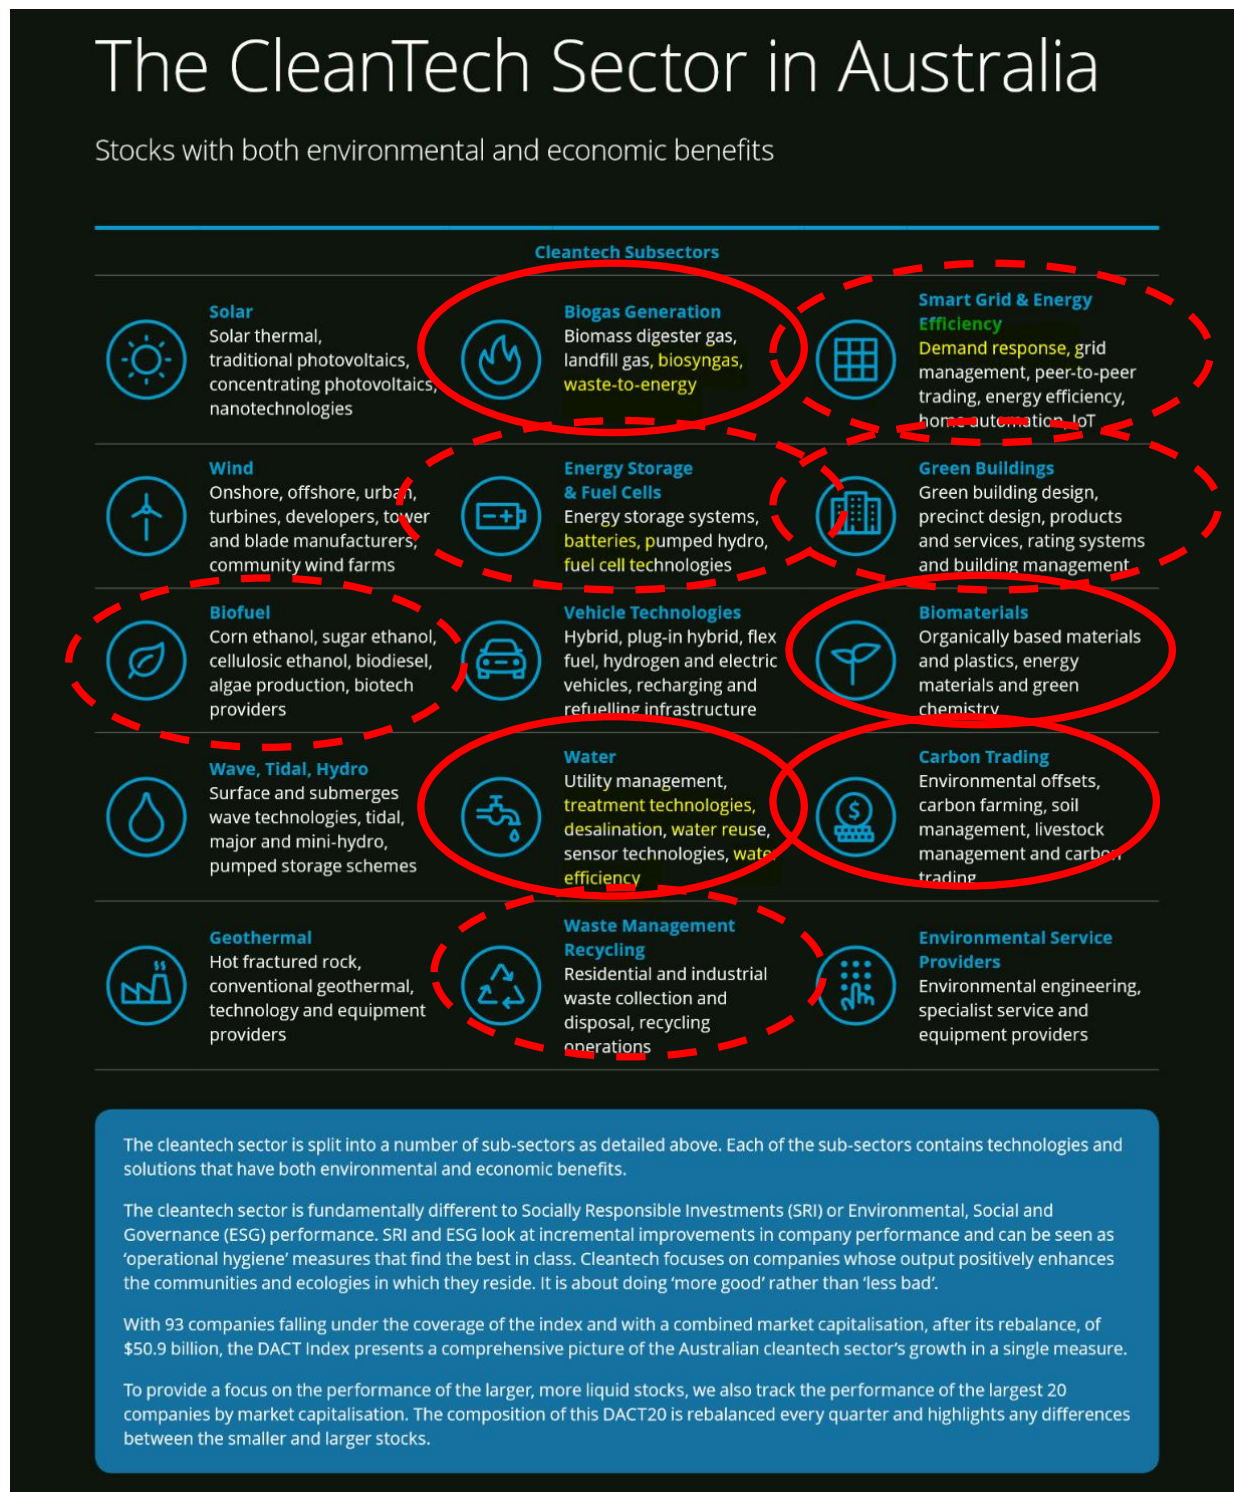 The CleanTech Sector in Australia
Stocks with both environmental and economic benefits
Cleantech Subsectors
Solar
Solar thermal,
traditional photovoltaics,
concentrating photovoltaics,
nanotechnologies
Biogas Generation
Biomass digester gas,
landfill gas, biosyngas,
waste-to-energy
Smart Grid & Energy
Efficiency
Demand response, grid
management, peer-to-peer
trading, energy efficiency,
home automation, IoT
Wind
Onshore, offshore, urban,
turbines, developers, tower
and blade manufacturers,
community wind farms
Energy Storage
& Fuel Cells
Energy storage systems,
batteries, pumped hydro,
fuel cell technologies
Green Buildings
Green building design,
precinct design, products
and services, rating systems
and building management
Biofuel
Corn ethanol, sugar ethanol,
cellulosic ethanol, biodiesel,
algae production, biotech
providers
Vehicle Technologies
Hybrid, plug-in hybrid, flex
fuel, hydrogen and electric
vehicles, recharging and
refuelling infrastructure
Biomaterials
Organically based materials
and plastics, energy
materials and green
chemistry
Wave, Tidal, Hydro
Surface and submerges
wave technologies, tidal,
major and mini-hydro,
pumped storage schemes
Water
Utility management,
treatment technologies,
desalination, water reuse,
sensor technologies, water
efficiency
Carbon Trading
Environmental offsets,
carbon farming, soil
management, livestock
management and carbon
trading
Geothermal
Hot fractured rock,
conventional geothermal,
technology and equipment
providers
Waste Management
Recycling
Residential and industrial
waste collection and
disposal, recycling
operations
Environmental Service
Providers
Environmental engineering,
specialist service and
equipment providers
The cleantech sector is split into a number of sub-sectors as detailed above. Each of the sub-sectors contains technologies and
solutions that have both environmental and economic benefits.
The cleantech sector is fundamentally different to Socially Responsible Investments (SRI) or Environmental, Social and
Governance (ESG) performance. SRI and ESG look at incremental improvements in company performance and can be seen as
‘operational hygiene’ measures that find the best in class. Cleantech focuses on companies whose output positively enhances
the communities and ecologies in which they reside. It is about doing ‘more good’ rather than ‘less bad’.
With 93 companies falling under the coverage of the index and with a combined market capitalisation, after its rebalance, of
$50.9 billion, the DACT Index presents a comprehensive picture of the Australian cleantech sector’s growth in a single measure.
To provide a focus on the performance of the larger, more liquid stocks, we also track the performance of the largest 20
companies by market capitalisation. The composition of this DACT20 is rebalanced every quarter and highlights any differences
between the smaller and larger stocks.